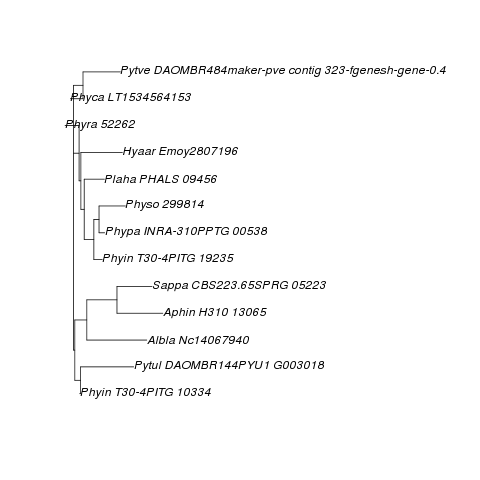 Pytve DAOMBR484maker-pve contig 323-fgenesh-gene-0.4
Phyca LT1534564153
Phyra 52262
Hyaar Emoy2807196
Plaha PHALS 09456
Physo 299814
Phypa INRA-310PPTG 00538
Phyin T30-4PITG 19235
Sappa CBS223.65SPRG 05223
Aphin H310 13065
Albla Nc14067940
Pytul DAOMBR144PYU1 G003018
Phyin T30-4PITG 10334